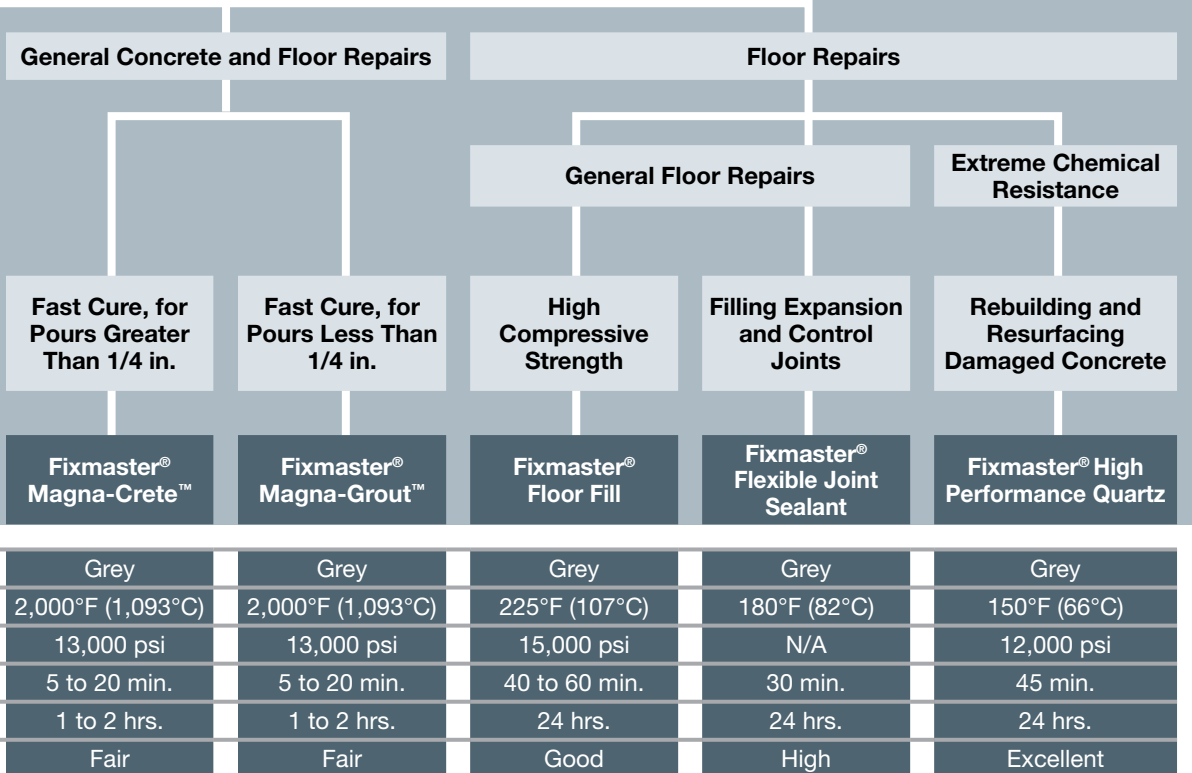 General Concrete and Floor Repairs
Floor Repairs
General Floor Repairs
Extreme Chemical
Resistance
Fast Cure, for
Pours Greater
Than 1/4 in.
Fast Cure, for
Pours Less Than
1/4 in.
High
Compressive
Strength
Filling Expansion
and Control
Joints
Rebuilding and
Resurfacing
Damaged Concrete
Fixmaster®
Magna-Crete™
Fixmaster®
Magna-Grout™
Fixmaster®
Floor Fill
Fixmaster®
Flexible Joint
Sealant
Fixmaster® High
Performance Quartz
Grey Grey Grey Grey Grey
2,000°F (1,093°C) 2,000°F (1,093°C) 225°F (107°C) 180°F (82°C) 150°F (66°C)
13,000 psi 13,000 psi 15,000 psi N/A 12,000 psi
5 to 20 min. 5 to 20 min. 40 to 60 min. 30 min. 45 min.
1 to 2 hrs. 1 to 2 hrs. 24 hrs. 24 hrs. 24 hrs.
Fair Fair Good High Excellent